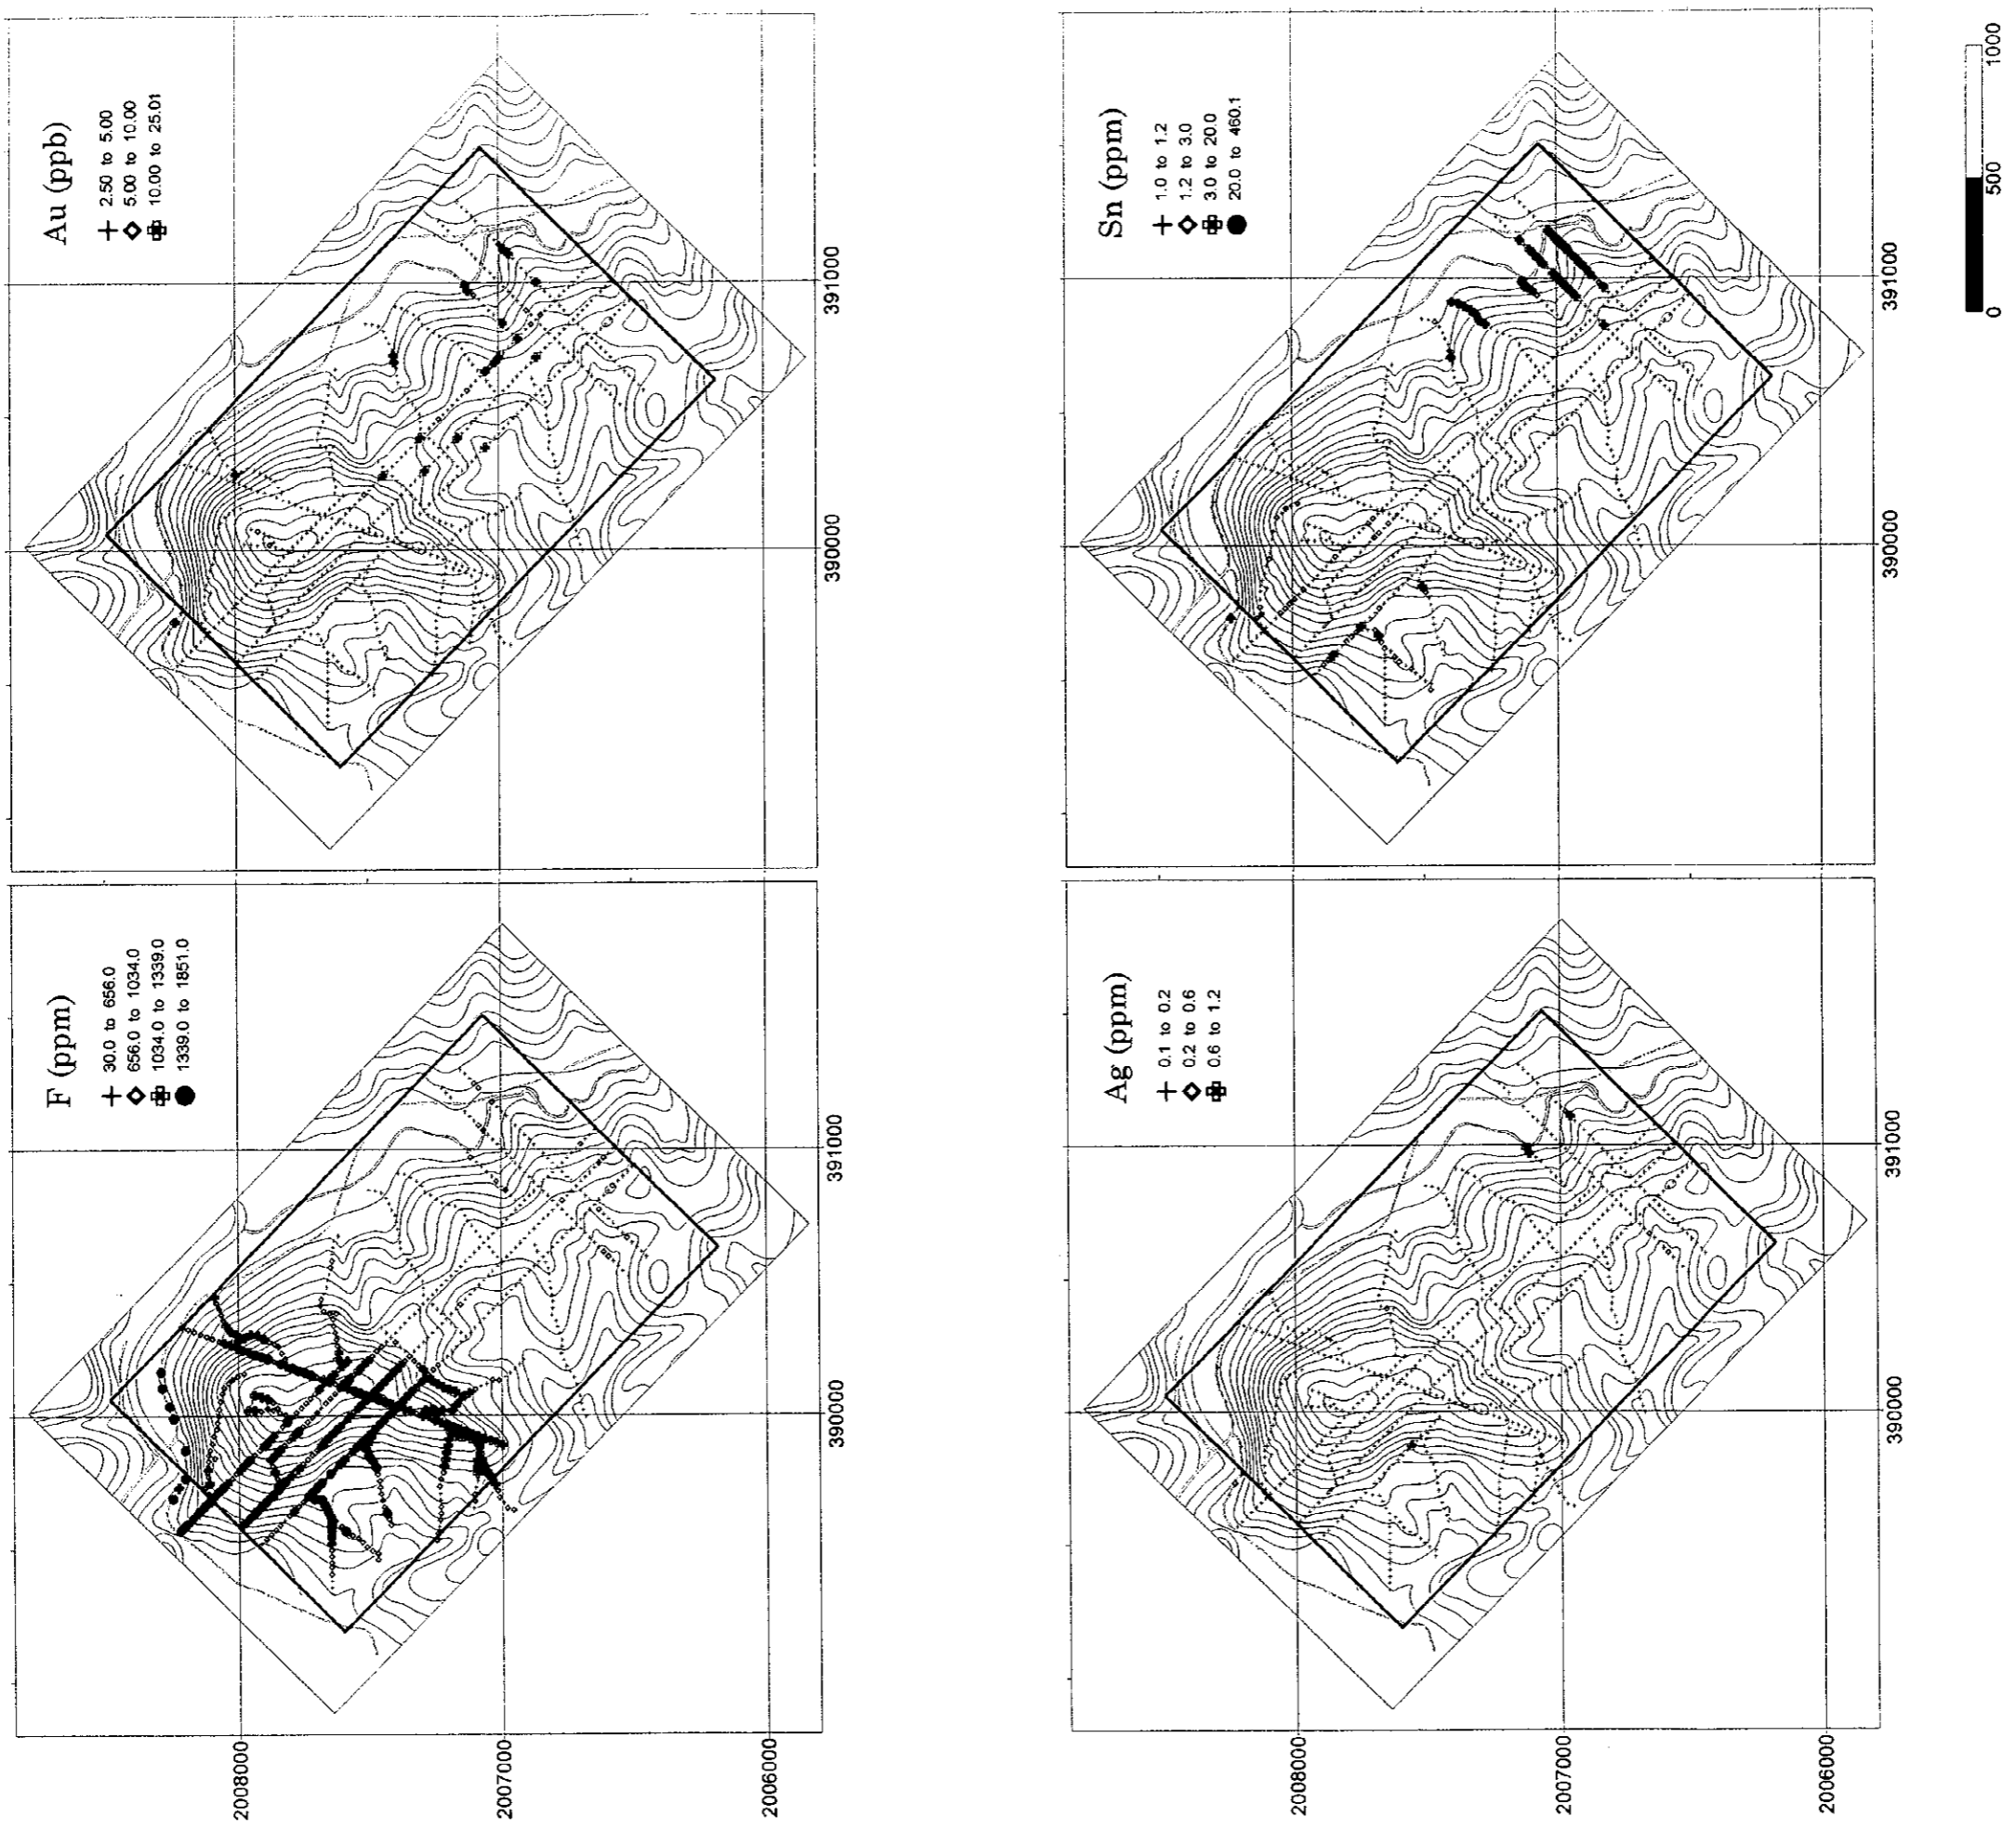 F (ppm)
30.0 to 656.0
656.0 to 1034.0
1034.0 to 1339.0
1339.0 to 1851.0
2008000
2007000
2006000
390000
391000
Au (ppb)
2.50 to 5.00
5.00 to 10.00
10.00 to 25.01
390000
391000
Ag (ppm)
0.1 to 0.2
0.2 to 0.6
0.6 to 1.2
2008000
2007000
2006000
390000
391000
Sn (ppm)
1.0 to 1.2
1.2 to 3.0
3.0 to 20.0
20.0 to 460.1
390000
391000
0 500 1000